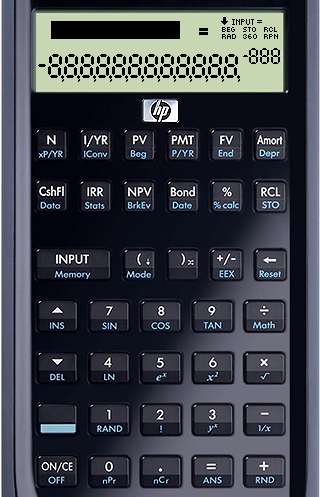 INPUT =
BEG STO RCL
= RAD 360 RPN
-8,8,8,8,8,8,8,8,8,8,8,8, -888
hp
N I/YR PV PMT FV Amort
xP/YR IConv Beg P/YR End Depr
CshFl IRR NPV Bond % RCL
Data Stats BrkEv Date % calc STO
INPUT (↓ )x +/- ←
Memory Mode EEX Reset
7 8 9 ÷
INS SIN COS TAN Math
4 5 6 ×
DEL LN eˣ x² √
1 2 3 −
RAND ! yˣ 1/x
ON/CE 0 . = +
OFF nPr nCr ANS RND